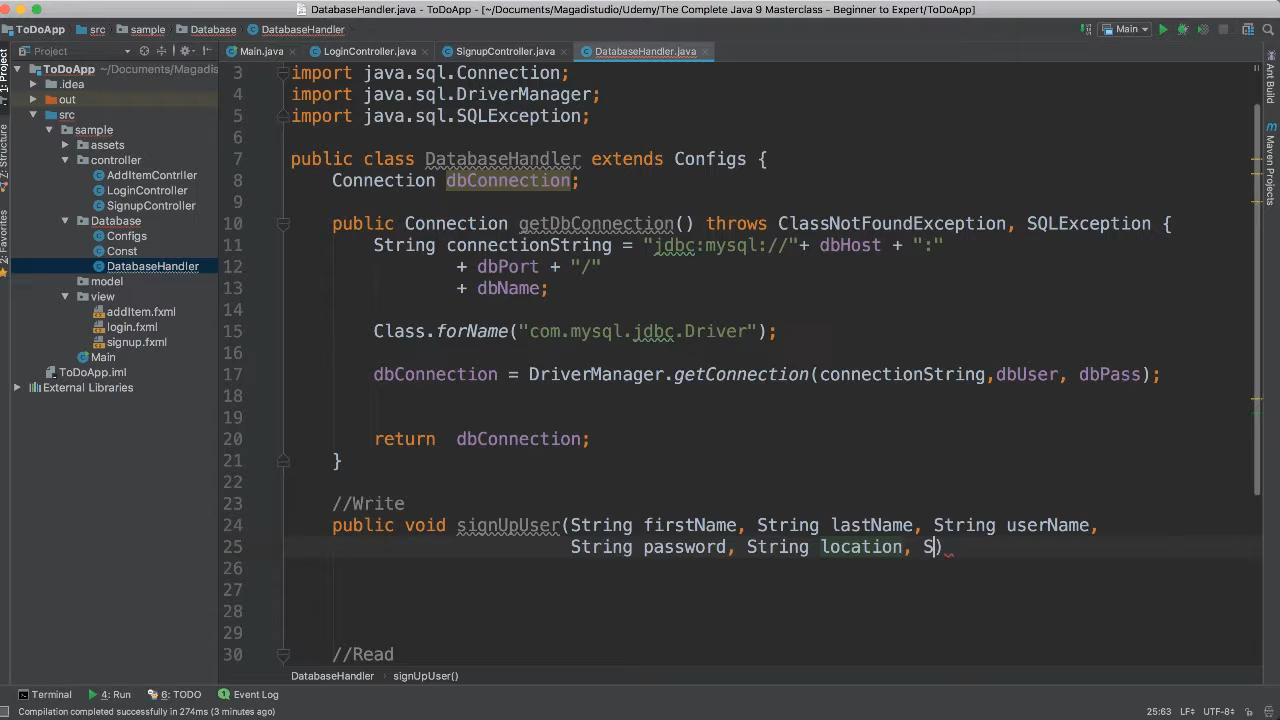 DatabaseHandler.java - ToDoApp - [~/Documents/Magadistudio/Udemy/The Complete Java 9 Masterclass - Beginner to Expert/ToDoApp]
ToDoApp src sample Database DatabaseHandler Main
Project Main.java LoginController.java SignupController.java DatabaseHandler.java
1: Project
Z: Structure
2: Favorites
Ant Build
Maven Projects
ToDoApp ~/Documents/Magadis
.idea
out
src
sample
assets
controller
AddItemContrller
LoginController
SignupController
Database
Configs
Const
DatabaseHandler
model
view
addItem.fxml
login.fxml
signup.fxml
Main
ToDoApp.iml
External Libraries
3 import java.sql.Connection;
4 import java.sql.DriverManager;
5 import java.sql.SQLException;
6
7 public class DatabaseHandler extends Configs {
8 Connection dbConnection;
9
10 public Connection getDbConnection() throws ClassNotFoundException, SQLException {
11 String connectionString = "jdbc:mysql://"+ dbHost + ":"
12 + dbPort + "/"
13 + dbName;
14
15 Class.forName("com.mysql.jdbc.Driver");
16
17 dbConnection = DriverManager.getConnection(connectionString,dbUser, dbPass);
18
19
20 return dbConnection;
21 }
22
23 //Write
24 public void signUpUser(String firstName, String lastName, String userName,
25 String password, String location, S)
26
27
28
29
30 //Read
DatabaseHandler signUpUser()
Terminal 4: Run 6: TODO Event Log
Compilation completed successfully in 274ms (3 minutes ago) 25:63 LF÷ UTF-8÷